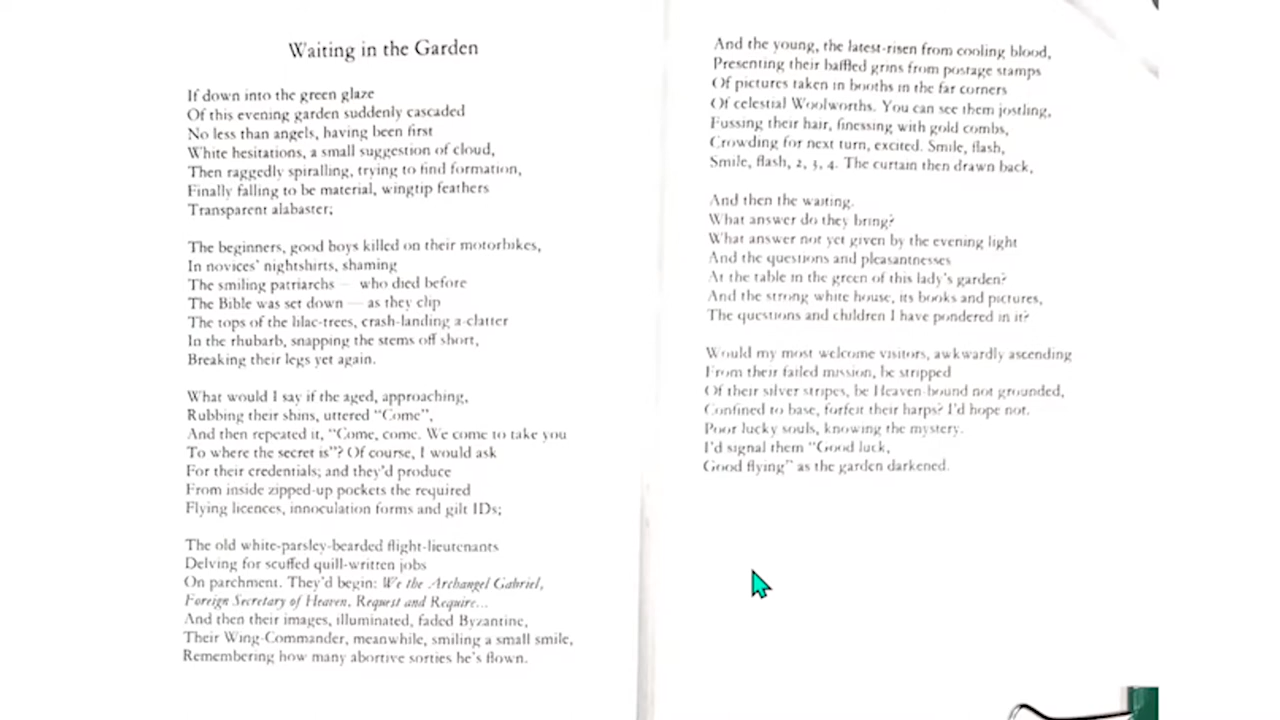 Waiting in the Garden
If down into the green glaze
Of this evening garden suddenly cascaded
No less than angels, having been first
White hesitations, a small suggestion of cloud,
Then raggedly spiralling, trying to find formation,
Finally falling to be material, wingtip feathers
Transparent alabaster;
The beginners, good boys killed on their motorbikes,
In novices' nightshirts, shaming
The smiling patriarchs — who died before
The Bible was set down — as they clip
The tops of the lilac-trees, crash-landing a-clatter
In the rhubarb, snapping the stems off short,
Breaking their legs yet again.
What would I say if the aged, approaching,
Rubbing their shins, uttered "Come",
And then repeated it, "Come, come. We come to take you
To where the secret is"? Of course, I would ask
For their credentials; and they'd produce
From inside zipped-up pockets the required
Flying licences, innoculation forms and gilt IDs;
The old white-parsley-bearded flight-lieutenants
Delving for scuffed quill-written jobs
On parchment. They'd begin: We the Archangel Gabriel,
Foreign Secretary of Heaven, Request and Require...
And then their images, illuminated, faded Byzantine,
Their Wing-Commander, meanwhile, smiling a small smile,
Remembering how many abortive sorties he's flown.
And the young, the latest-risen from cooling blood,
Presenting their baffled grins from postage stamps
Of pictures taken in booths in the far corners
Of celestial Woolworths. You can see them jostling,
Fussing their hair, finessing with gold combs,
Crowding for next turn, excited. Smile, flash,
Smile, flash, 2, 3, 4. The curtain then drawn back,
And then the waiting.
What answer do they bring?
What answer not yet given by the evening light
And the questions and pleasantnesses
At the table in the green of this lady's garden?
And the strong white house, its books and pictures,
The questions and children I have pondered in it?
Would my most welcome visitors, awkwardly ascending
From their failed mission, be stripped
Of their silver stripes, be Heaven-bound not grounded,
Confined to base, forfeit their harps? I'd hope not.
Poor lucky souls, knowing the mystery.
I'd signal them "Good luck,
Good flying" as the garden darkened.